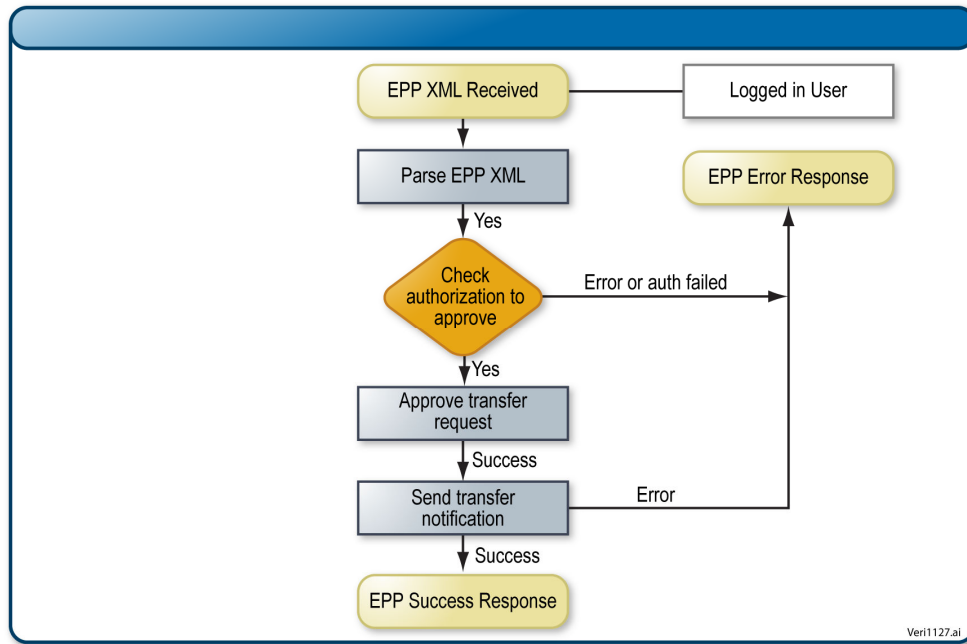 EPP XML Received
Logged in User
Parse EPP XML
EPP Error Response
Yes
Check
authorization to
approve
Error or auth failed
Yes
Approve transfer
request
Success
Send transfer
notification
Error
Success
EPP Success Response
Veri1127.ai